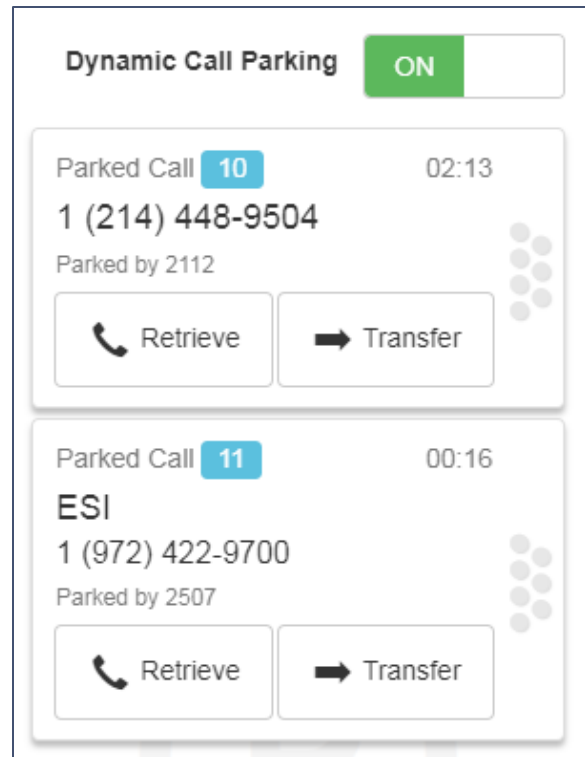 Dynamic Call Parking ON
Parked Call 10 02:13
1 (214) 448-9504
Parked by 2112
Retrieve Transfer
Parked Call 11 00:16
ESI
1 (972) 422-9700
Parked by 2507
Retrieve Transfer